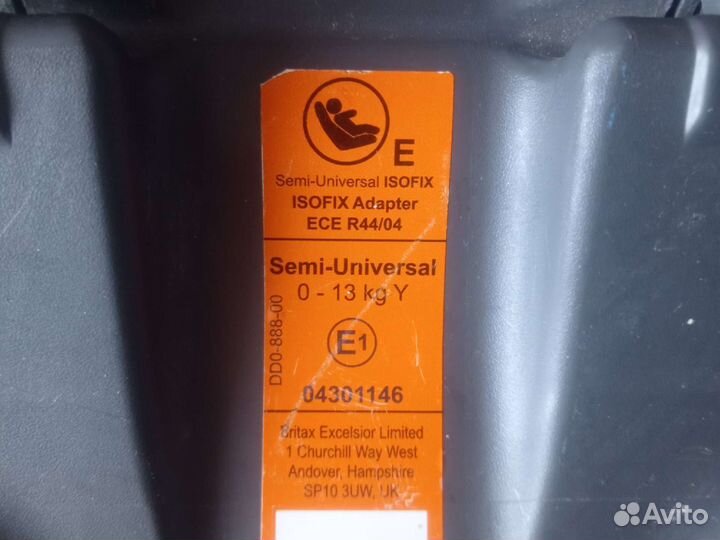 E
Semi-Universal ISOFIX
ISOFIX Adapter
ECE R44/04
Semi-Universal
0 - 13 kg Y
DD0-888-00
E1
04301146
Britax Excelsior Limited
1 Churchill Way West
Andover, Hampshire
SP10 3UW, UK
Avito